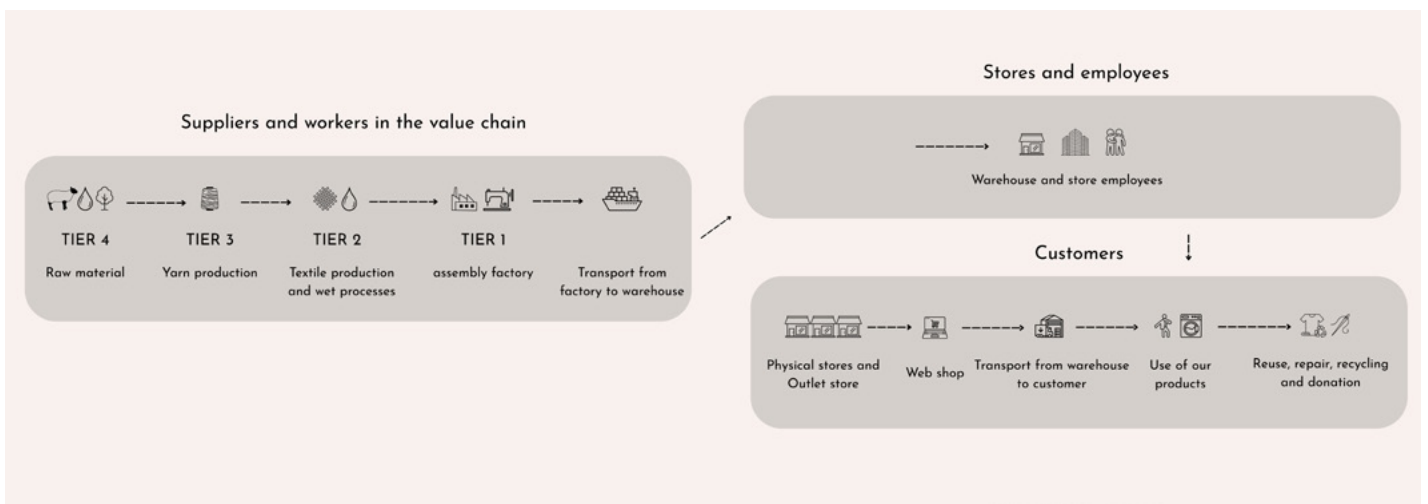 Suppliers and workers in the value chain
TIER 4
Raw material
TIER 3
Yarn production
TIER 2
Textile production
and wet processes
TIER 1
assembly factory
Transport from
factory to warehouse
Stores and employees
Warehouse and store employees
Customers
Physical stores and
Outlet store
Web shop
Transport from warehouse
to customer
Use of our
products
Reuse, repair, recycling
and donation